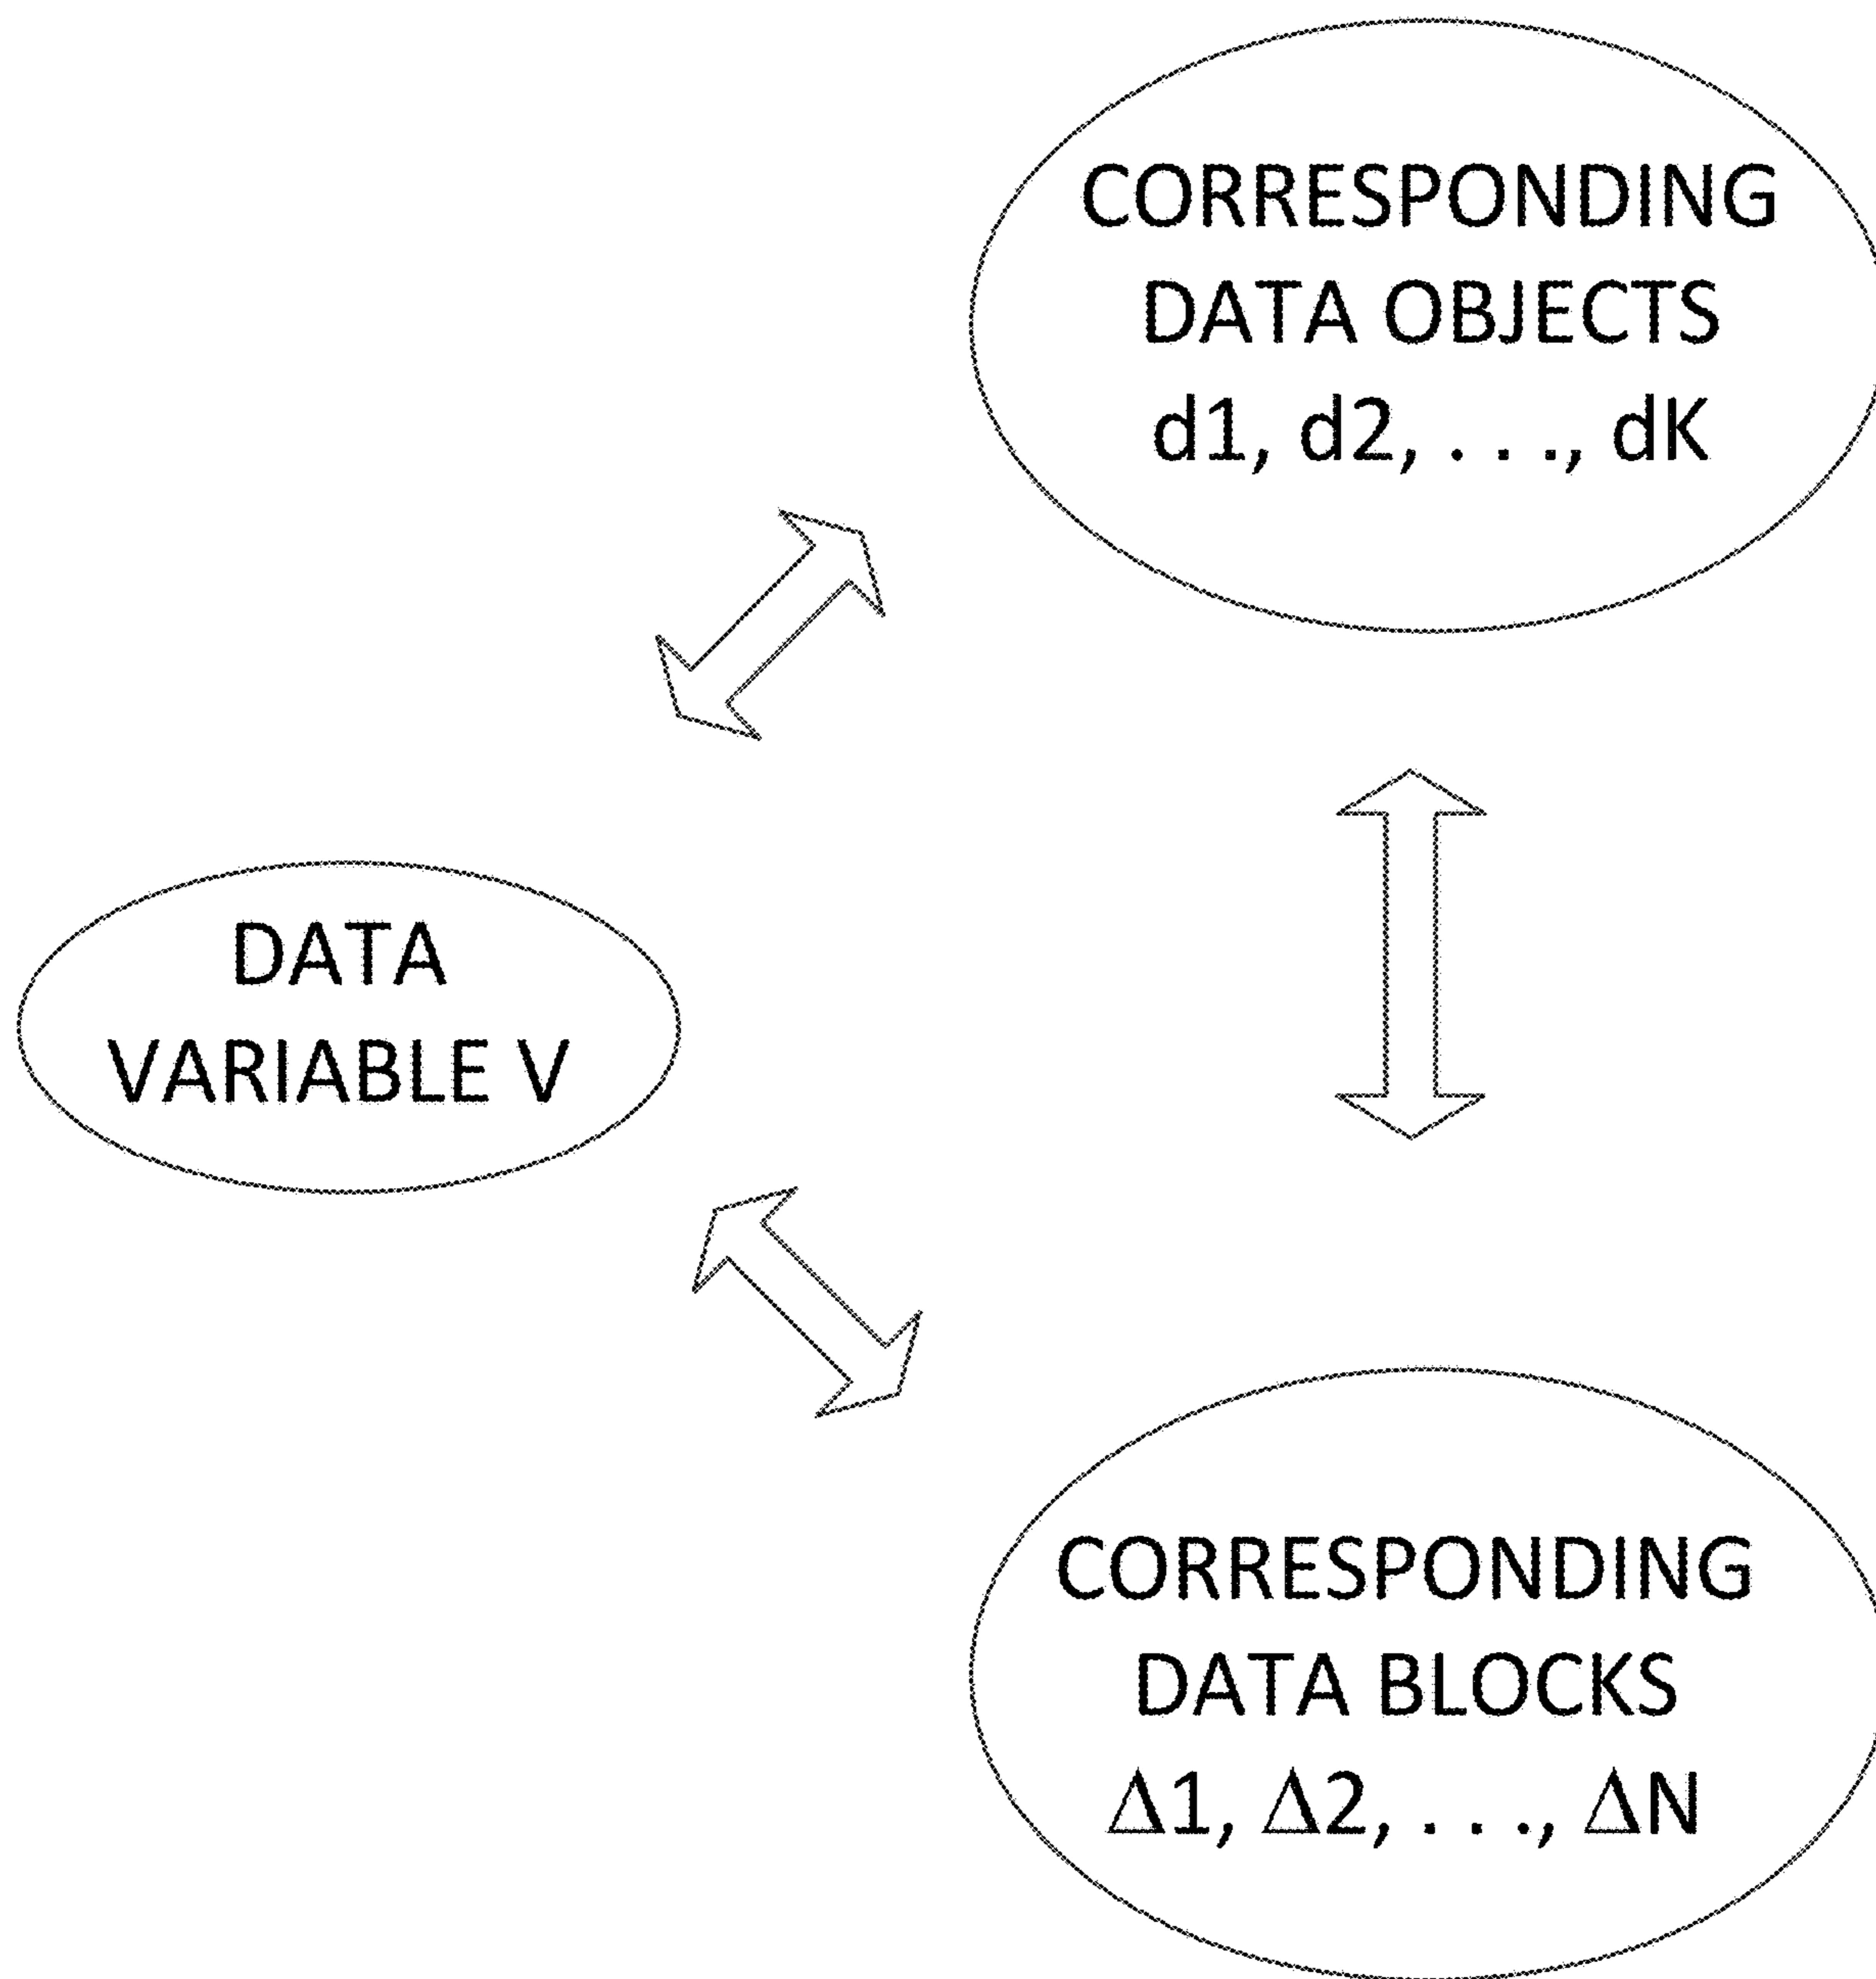 CORRESPONDING
DATA OBJECTS
d1, d2, . . ., dK
DATA
VARIABLE V
CORRESPONDING
DATA BLOCKS
Δ1, Δ2, . . ., ΔN